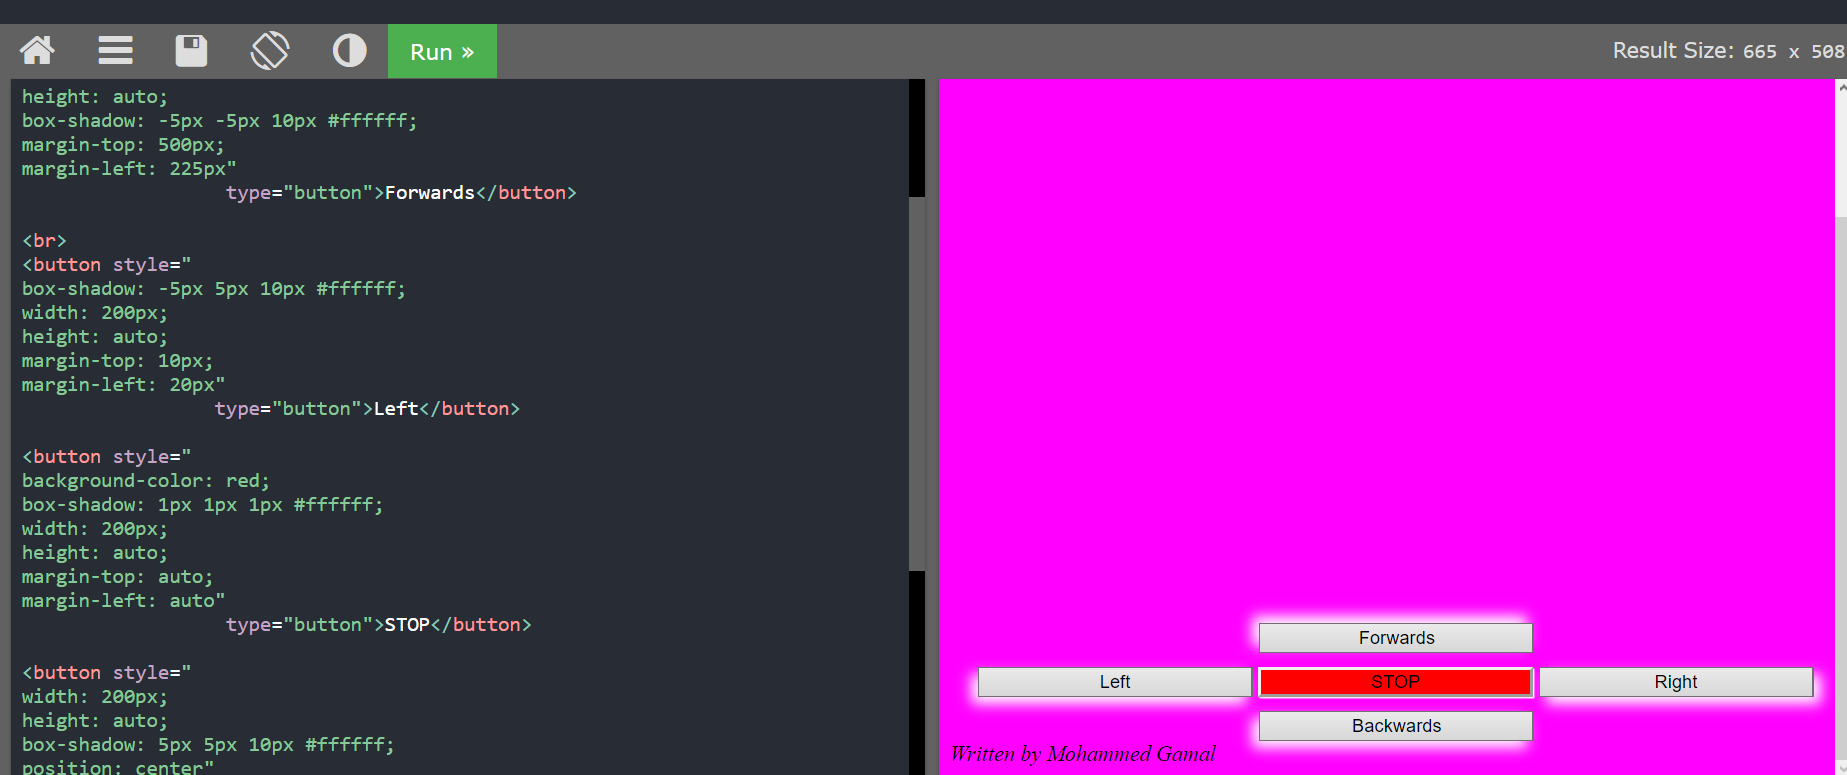 Run »
Result Size: 665 x 508
height: auto;
box-shadow: -5px -5px 10px #ffffff;
margin-top: 500px;
margin-left: 225px"
type="button">Forwards</button>
<br>
<button style="
box-shadow: -5px 5px 10px #ffffff;
width: 200px;
height: auto;
margin-top: 10px;
margin-left: 20px"
type="button">Left</button>
<button style="
background-color: red;
box-shadow: 1px 1px 1px #ffffff;
width: 200px;
height: auto;
margin-top: auto;
margin-left: auto"
type="button">STOP</button>
<button style="
width: 200px;
height: auto;
box-shadow: 5px 5px 10px #ffffff;
position: center"
Forwards
Left STOP Right
Backwards
Written by Mohammed Gamal